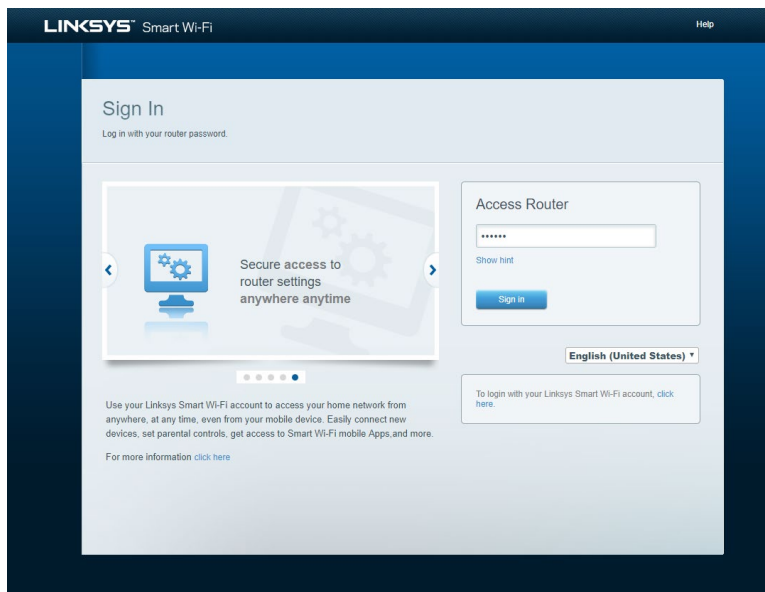 LINKSYS™ Smart Wi-Fi
Help
Sign In
Log in with your router password.
Secure access to
router settings
anywhere anytime
Use your Linksys Smart Wi-Fi account to access your home network from
anywhere, at any time, even from your mobile device. Easily connect new
devices, set parental controls, get access to Smart Wi-Fi mobile Apps,and more.
For more information click here
Access Router
••••••
Show hint
Sign in
English (United States)
To login with your Linksys Smart Wi-Fi account, click
here.